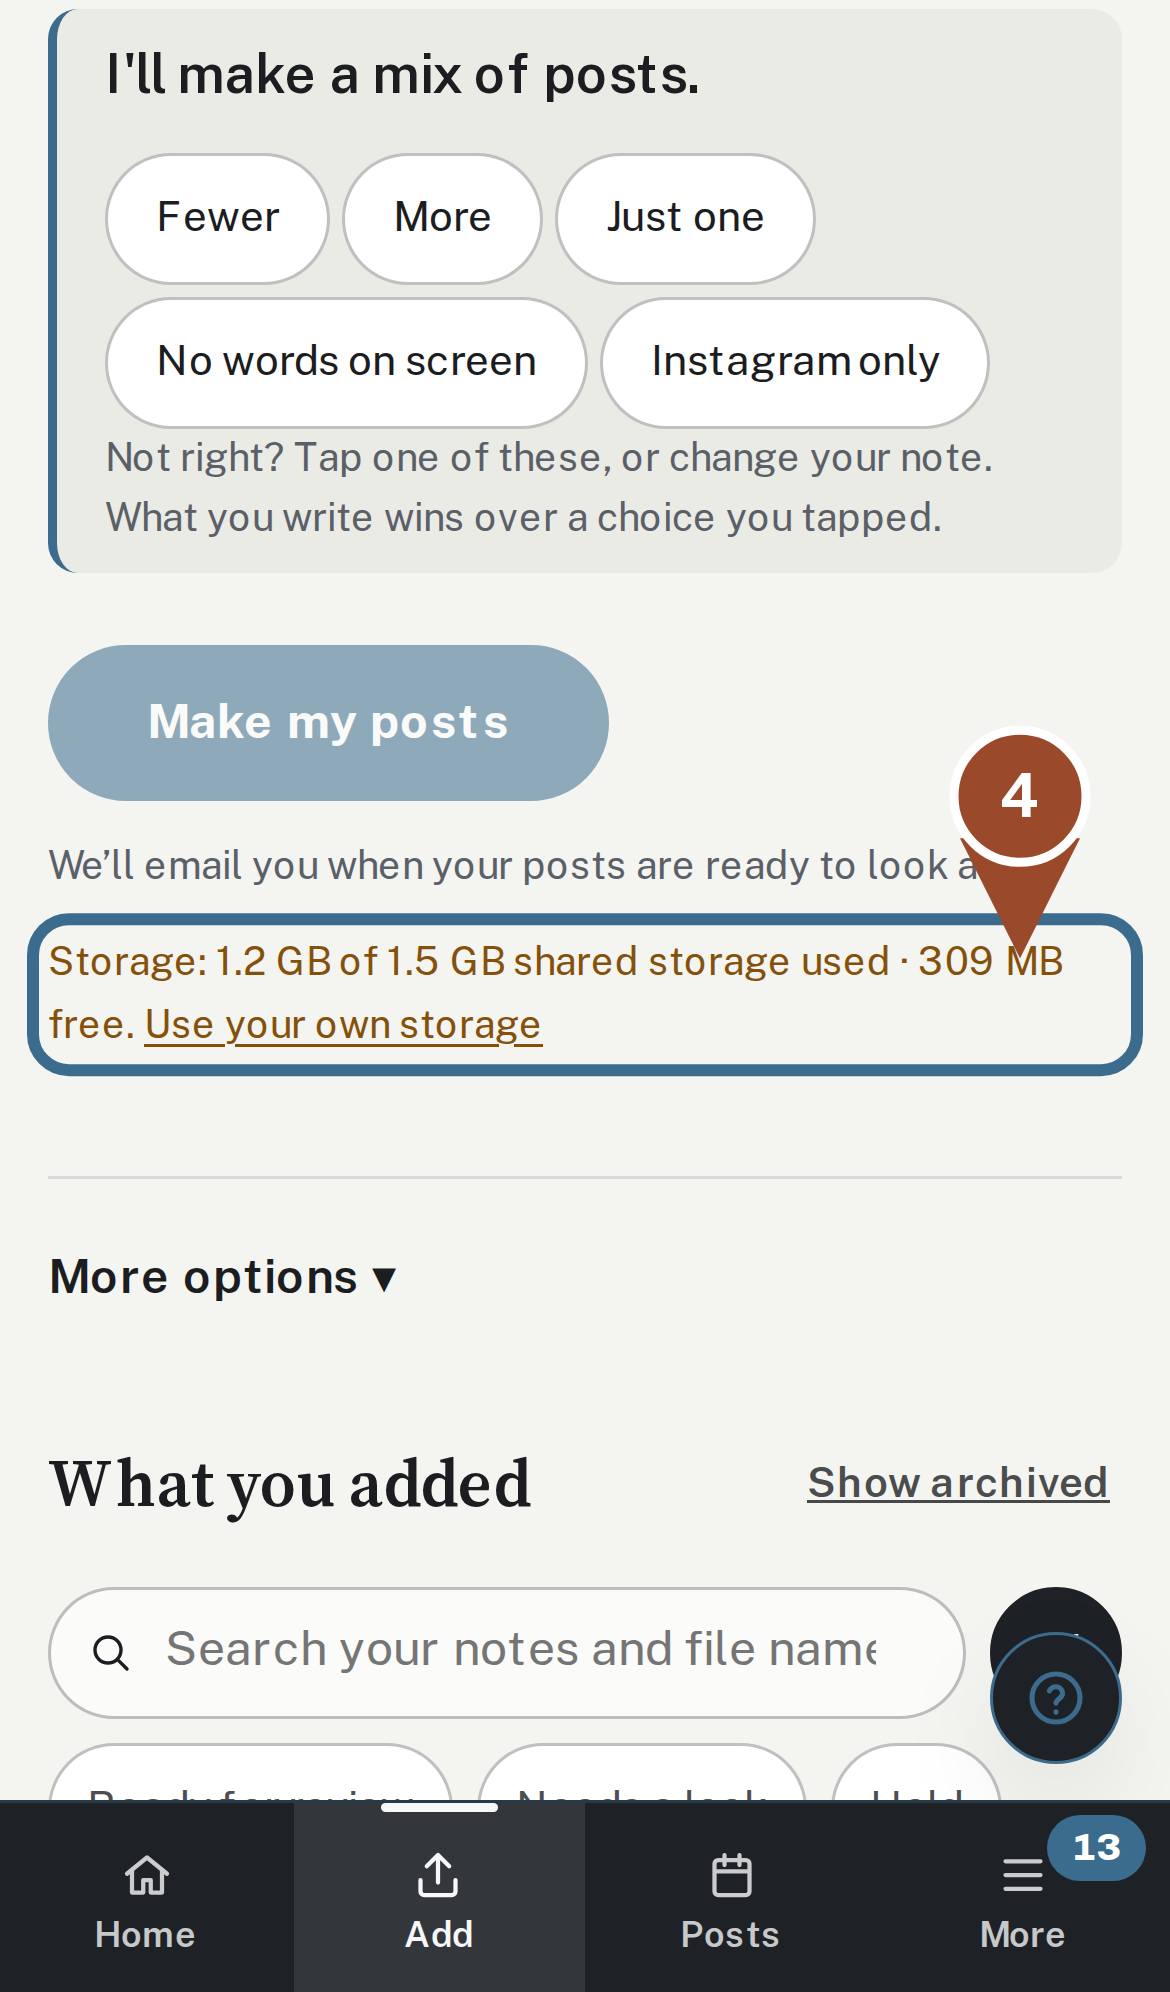 I'll make a mix of posts.
Fewer
More
Just one
No words on screen
Instagram only
Not right? Tap one of these, or change your note.
What you write wins over a choice you tapped.
Make my posts
4
We’ll email you when your posts are ready to look
Storage: 1.2 GB of 1.5 GB shared storage used · 309 MB
free. Use your own storage
More options ▾
What you added
Show archived
Search your notes and file name
13
Home
Add
Posts
More